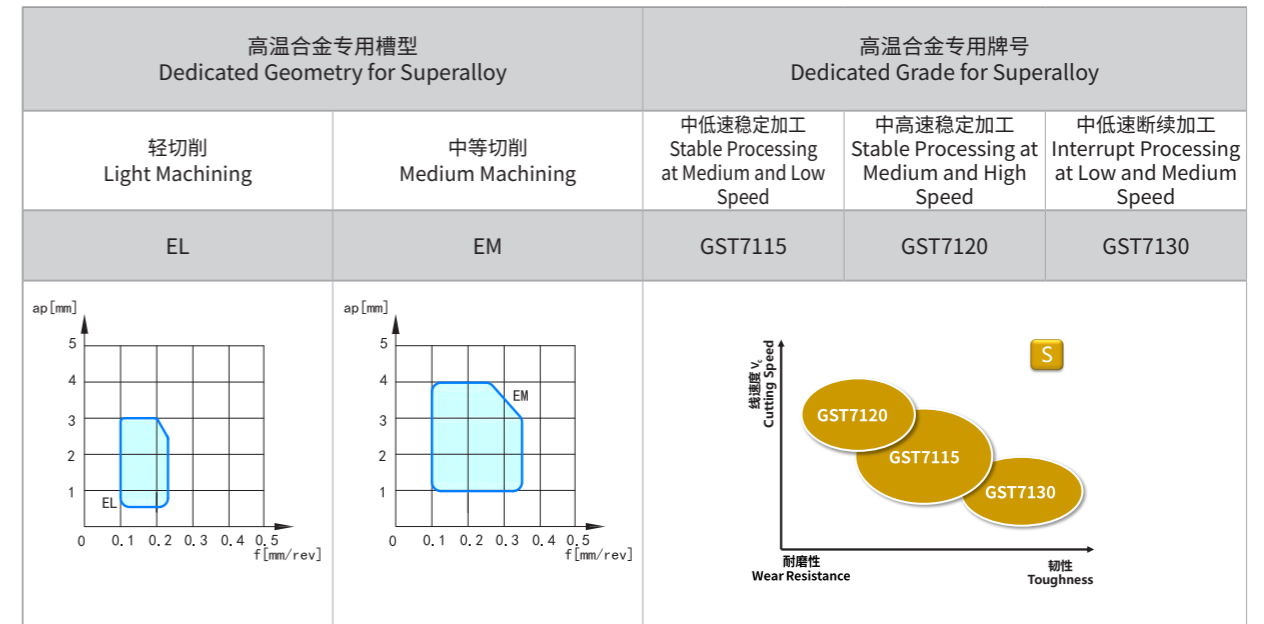 高温合金专用槽型
Dedicated Geometry for Superalloy
高温合金专用牌号
Dedicated Grade for Superalloy
轻切削
Light Machining
中等切削
Medium Machining
中低速稳定加工
Stable Processing
at Medium and Low
Speed
中高速稳定加工
Stable Processing at
Medium and High
Speed
中低速断续加工
Interrupt Processing
at Low and Medium
Speed
EL
EM
GST7115
GST7120
GST7130
ap[mm]
5
4
3
2
1
EL
0 0.1 0.2 0.3 0.4 0.5
f[mm/rev]
ap[mm]
5
4
3
2
1
EM
0 0.1 0.2 0.3 0.4 0.5
f[mm/rev]
线速度 Vc
Cutting Speed
S
GST7120
GST7115
GST7130
耐磨性
Wear Resistance
韧性
Toughness